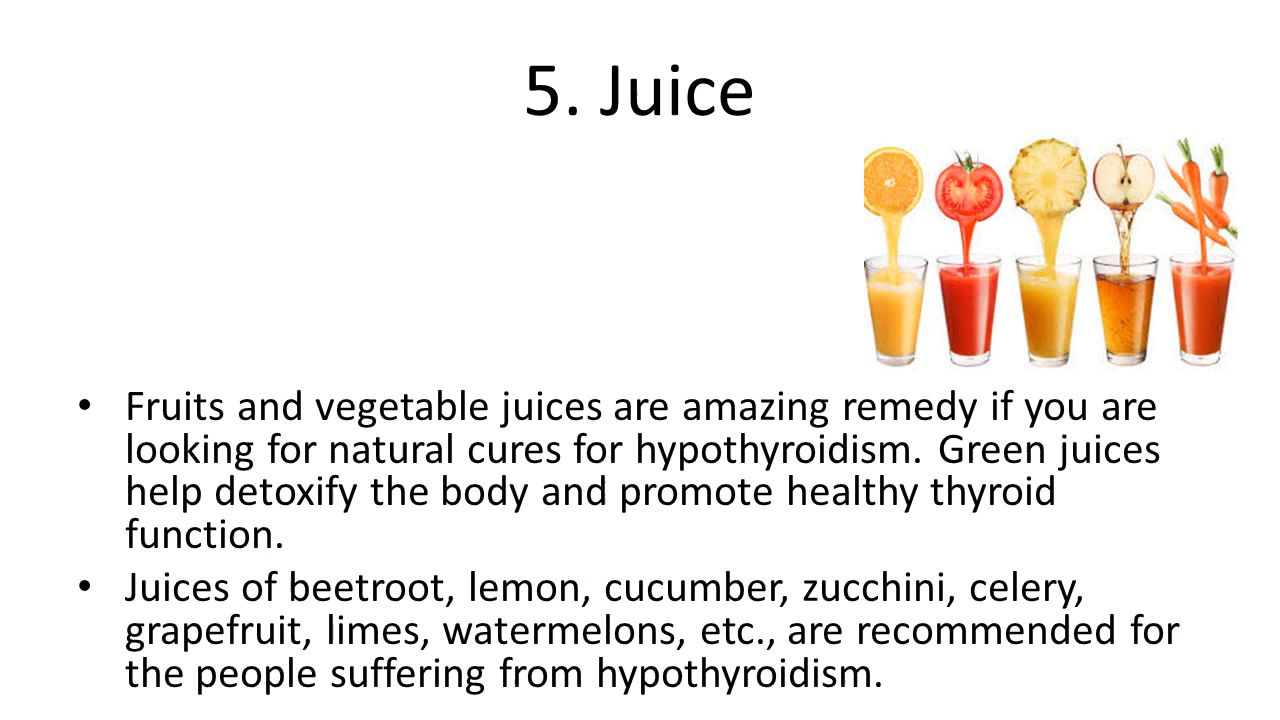 5. Juice
• Fruits and vegetable juices are amazing remedy if you are
looking for natural cures for hypothyroidism. Green juices
help detoxify the body and promote healthy thyroid
function.
• Juices of beetroot, lemon, cucumber, zucchini, celery,
grapefruit, limes, watermelons, etc., are recommended for
the people suffering from hypothyroidism.